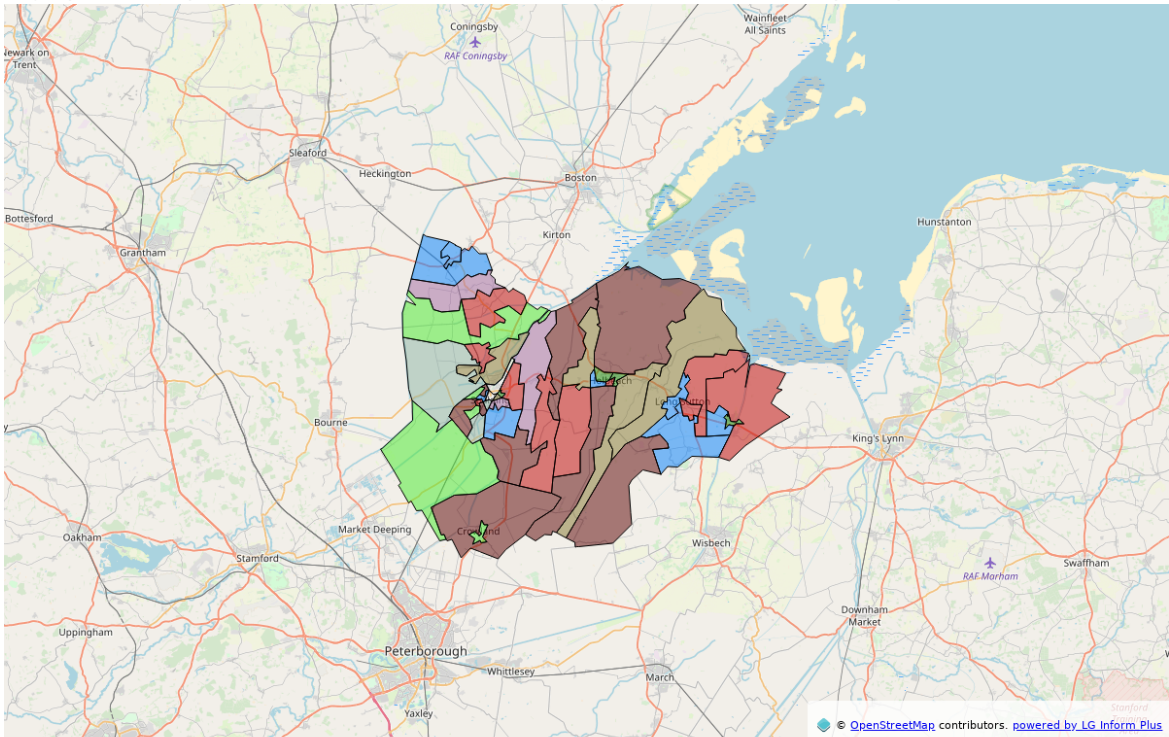 Coningsby
RAF Coningsby
Wainfleet
All Saints
Newark on
Trent
Sleaford
Heckington
Boston
Bottesford
Grantham
Kirton
Hunstanton
Bourne
King's Lynn
Market Deeping
Oakham
Stamford
Wisbech
RAF Marham
Swaffham
Downham
Market
Uppingham
Peterborough
Whittlesey
March
Yaxley
Stanford
© OpenStreetMap contributors. powered by LG Inform Plus